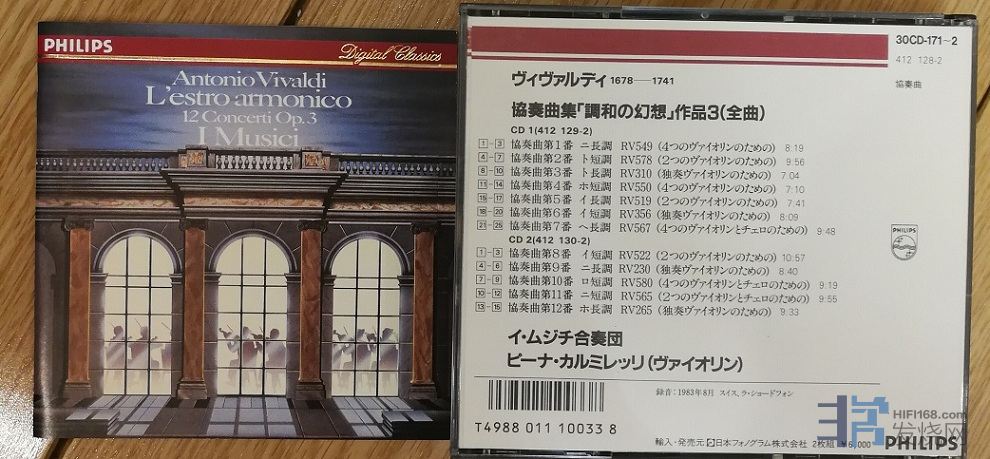 PHILIPS
Digital Classics
Antonio Vivaldi
L'estro armonico
12 Concerti Op.3
I Musici
30CD-171~2
412 128-2
協奏曲
ヴィヴァルディ 1678—1741
協奏曲集「調和の幻想」作品3(全曲)
CD 1(412 129-2)
1-3 協奏曲第1番 ニ長調 RV549 (4つのヴァイオリンのための) 8:19
4-7 協奏曲第2番 ト短調 RV578 (2つのヴァイオリンのための) 9:56
8-10 協奏曲第3番 ト長調 RV310 (独奏ヴァイオリンのための) 7:04
11-14 協奏曲第4番 ホ短調 RV550 (4つのヴァイオリンのための) 7:10
15-17 協奏曲第5番 イ長調 RV519 (2つのヴァイオリンのための) 7:41
18-20 協奏曲第6番 イ短調 RV356 (独奏ヴァイオリンのための) 8:09
21-25 協奏曲第7番 ヘ長調 RV567 (4つのヴァイオリンとチェロのための) 9:48
CD 2(412 130-2)
1-3 協奏曲第8番 イ短調 RV522 (2つのヴァイオリンのための) 10:57
4-6 協奏曲第9番 ニ長調 RV230 (独奏ヴァイオリンのための) 8:40
7-9 協奏曲第10番 ロ短調 RV580 (4つのヴァイオリンとチェロのための) 9:19
10-12 協奏曲第11番 ニ短調 RV565 (2つのヴァイオリンとチェロのための) 9:55
13-15 協奏曲第12番 ホ長調 RV265 (独奏ヴァイオリンのための) 9:33
PHILIPS
イ・ムジチ合奏団
ピーナ・カルミレッリ(ヴァイオリン)
録音:1983年8月 スイス、ラ・ショードフォン
T4988 011 10033 8
輸入・発売元 日本フォノグラム株式会社 2枚組 ¥6,000
PHILIPS
HIFI168.com
发烧网